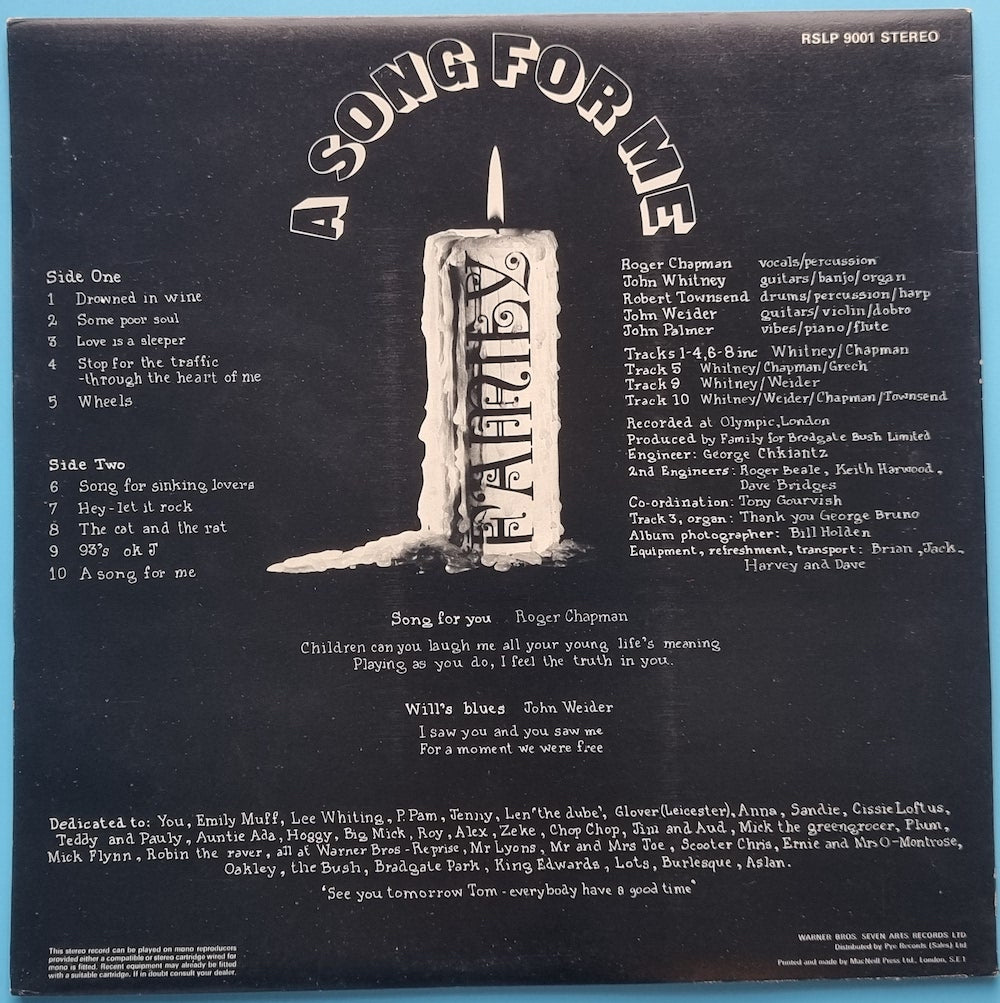 RSLP 9001 STEREO
A SONG FOR ME
FAMILY
Side One
1 Drowned in wine
2 Some poor soul
3 Love is a sleeper
4 Stop for the traffic
-through the heart of me
5 Wheels
Side Two
6 Song for sinking lovers
7 Hey-let it rock
8 The cat and the rat
9 93's ok J
10 A song for me
Roger Chapman vocals/percussion
John Whitney guitars/banjo/organ
Robert Townsend drums/percussion/harp
John Weider guitars/violin/dobro
John Palmer vibes/piano/flute
Tracks 1-4,6-8 inc Whitney/Chapman
Track 5 Whitney/Chapman/Grech
Track 9 Whitney/Weider
Track 10 Whitney/Weider/Chapman/Townsend
Recorded at Olympic, London
Produced by Family for Bradgate Bush Limited
Engineer: George Chkiantz
2nd Engineers: Roger Beale, Keith Harwood,
Dave Bridges
Co-ordination: Tony Gourvish
Track 3, organ: Thank you George Bruno
Album photographer: Bill Holden
Equipment, refreshment, transport: Brian, Jack,
Harvey and Dave
Song for you Roger Chapman
Children can you laugh me all your young life's meaning
Playing as you do, I feel the truth in you.
Will's blues John Weider
I saw you and you saw me
For a moment we were free
Dedicated to: You, Emily Muff, Lee Whiting, P. Pam, Jenny, Len "the dube', Glover (Leicester), Anna, Sandie, Cissie Loftus,
Teddy and Pauly, Auntie Ada, Hoggy, Big Mick, Roy, Alex, Zeke, Chop Chop, Jim and Aud, Mick the greengrocer, Plum,
Mick Flynn, Robin the raver, all at Warner Bros-Reprise, Mr Lyons, Mr and Mrs Joe, Scooter Chris, Ernie and Mrs O-Montrose,
Oakley, the Bush, Bradgate Park, King Edwards, Lots, Burlesque, Aslan.
'See you tomorrow Tom - everybody have a good time'
This stereo record can be played on mono reproducers
provided either a compatible or stereo cartridge wired for
mono is fitted. Recent equipment may already be fitted
with a suitable cartridge. If in doubt consult your dealer.
WARNER BROS. SEVEN ARTS RECORDS LTD
Distributed by Pye Records (Sales) Ltd
Printed and made by MacNeill Press Ltd., London, S.E.1